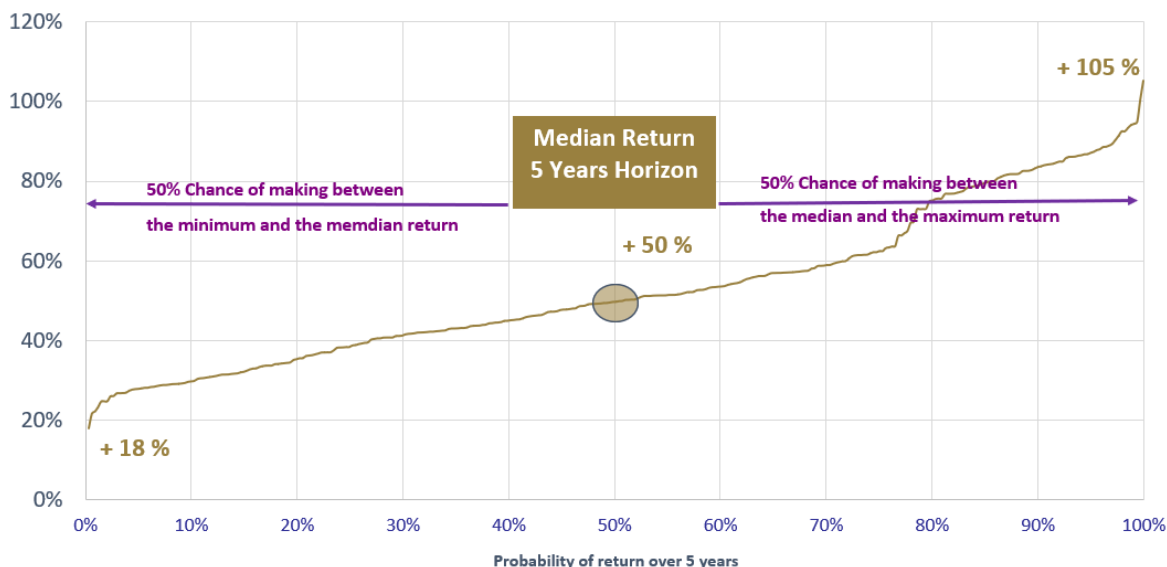 120%
100%
80%
60%
40%
20%
0%
+ 105 %
Median Return
5 Years Horizon
50% Chance of making between
the minimum and the memdian return
50% Chance of making between
the median and the maximum return
+ 50 %
+ 18 %
0% 10% 20% 30% 40% 50% 60% 70% 80% 90% 100%
Probability of return over 5 years